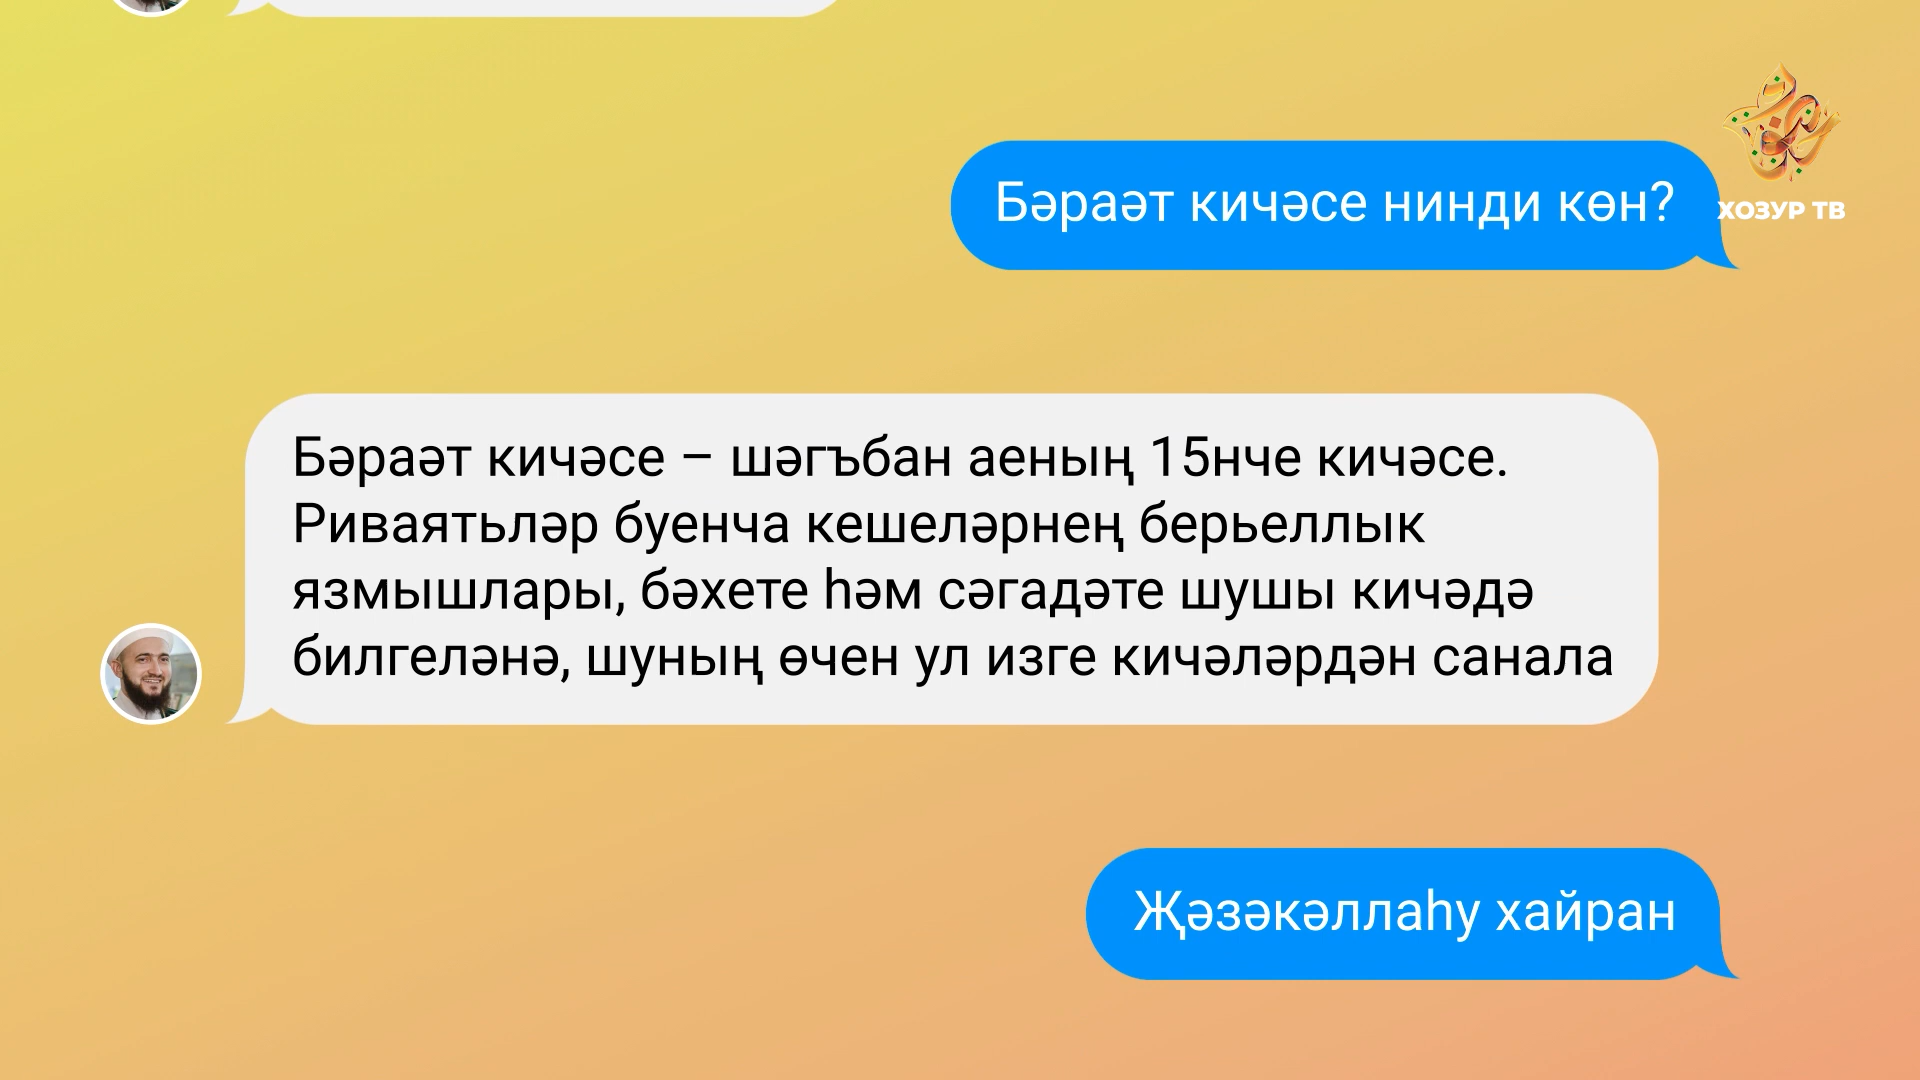 Бәраәт кичәсе нинди көн?
ХОЗУР ТВ
Бәраәт кичәсе – шәгъбан аеның 15нче кичәсе.
Риваятьләр буенча кешеләрнең берьеллык
язмышлары, бәхете һәм сәгадәте шушы кичәдә
билгеләнә, шуның өчен ул изге кичәләрдән санала
Җәзәкәллаһу хайран